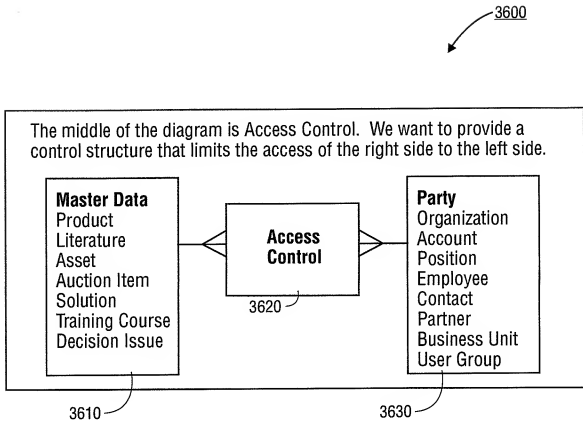 3600
The middle of the diagram is Access Control. We want to provide a
control structure that limits the access of the right side to the left side.
Master Data
Product
Literature
Asset
Auction Item
Solution
Training Course
Decision Issue
Access
Control
3620
Party
Organization
Account
Position
Employee
Contact
Partner
Business Unit
User Group
3610
3630